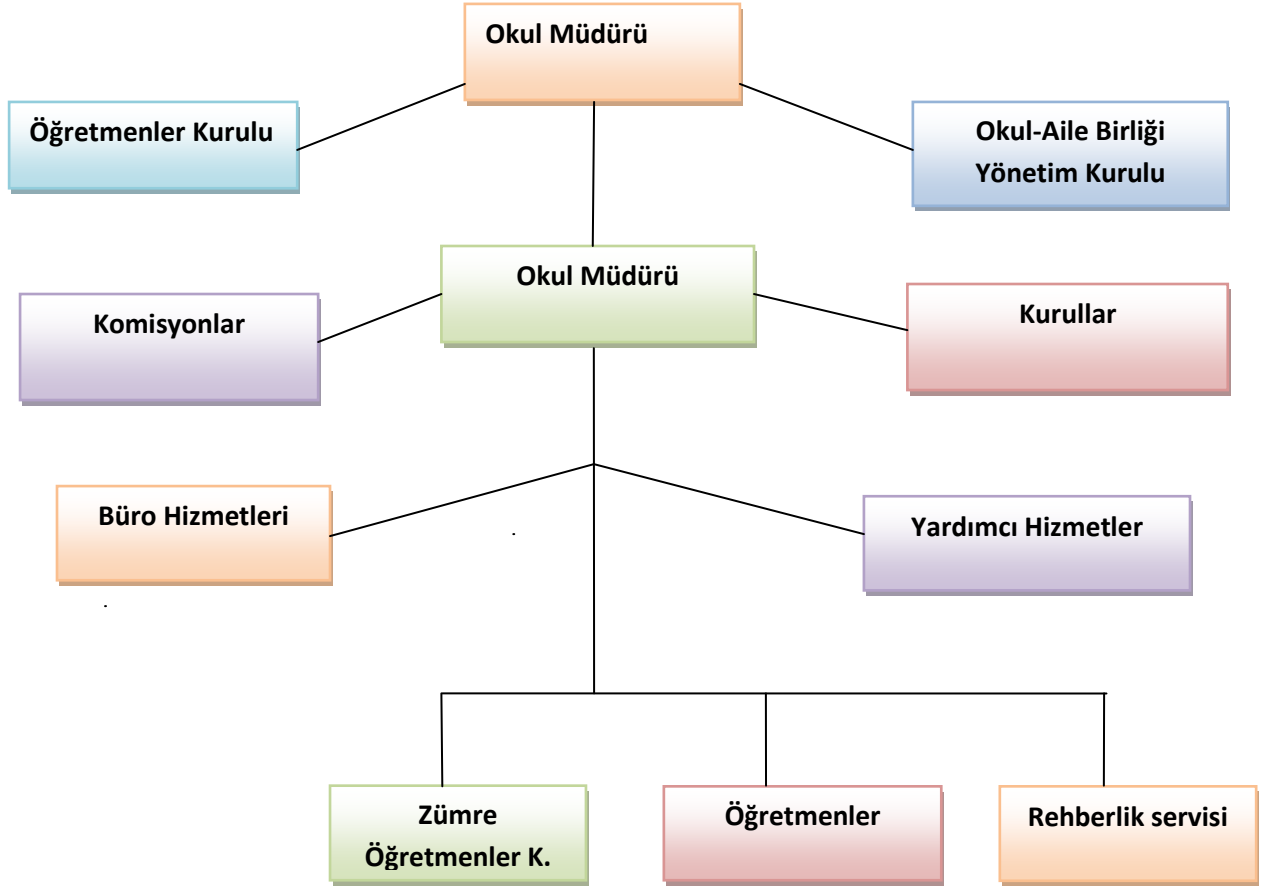 Okul Müdürü
Öğretmenler Kurulu
Okul-Aile Birliği
Yönetim Kurulu
Okul Müdürü
Komisyonlar
Kurullar
Büro Hizmetleri
Yardımcı Hizmetler
Zümre
Öğretmenler K.
Öğretmenler
Rehberlik servisi